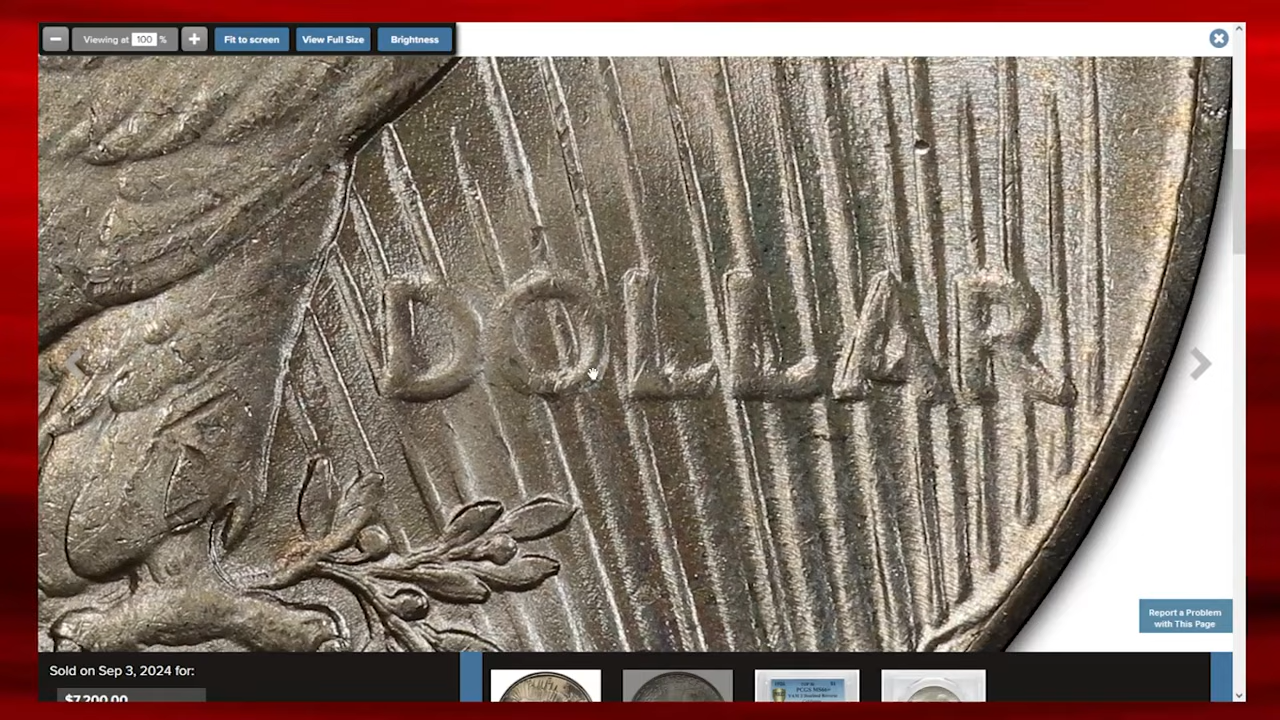 Viewing at 100 %
Fit to screen
View Full Size
Brightness
DOLLAR
Report a Problem
with This Page
Sold on Sep 3, 2024 for:
$7,200.00